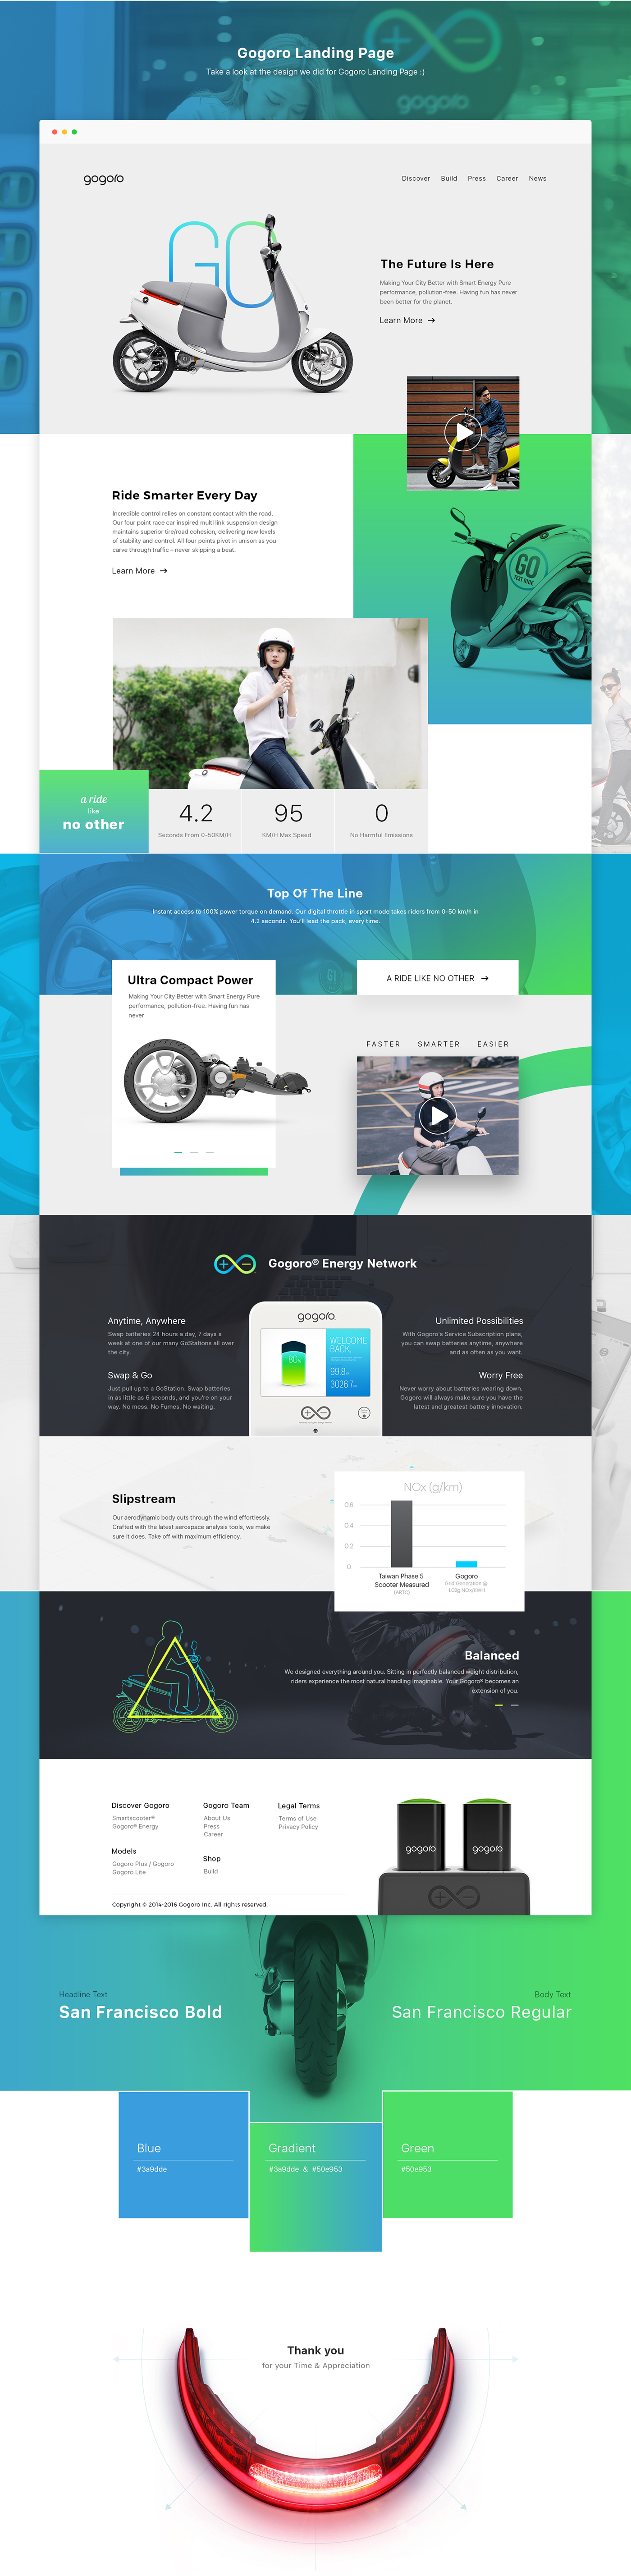 Gogoro Landing Page
Take a look at the design we did for Gogoro Landing Page :)
gogoro
gogoro
Discover Build Press Career News
GO
The Future Is Here
Making Your City Better with Smart Energy Pure
performance, pollution-free. Having fun has never
been better for the planet.
Learn More →
Ride Smarter Every Day
Incredible control relies on constant contact with the road.
Our four point race car inspired multi link suspension design
maintains superior tire/road cohesion, delivering new levels
of stability and control. All four points pivot in unison as you
carve through traffic – never skipping a beat.
Learn More →
GO
TEST RIDE
a ride
like
no other
4.2
Seconds From 0-50KM/H
95
KM/H Max Speed
0
No Harmful Emissions
Top Of The Line
Instant access to 100% power torque on demand. Our digital throttle in sport mode takes riders from 0-50 km/h in
4.2 seconds. You'll lead the pack, every time.
Ultra Compact Power
Making Your City Better with Smart Energy Pure
performance, pollution-free. Having fun has
never
A RIDE LIKE NO OTHER →
FASTER SMARTER EASIER
Gogoro® Energy Network
Anytime, Anywhere
Swap batteries 24 hours a day, 7 days a
week at one of our many GoStations all over
the city.
Swap & Go
Just pull up to a GoStation. Swap batteries
in as little as 6 seconds, and you're on your
way. No mess. No Fumes. No waiting.
gogoro
80%
WELCOME
BACK.
99.8
3026.7
Unlimited Possibilities
With Gogoro's Service Subscription plans,
you can swap batteries anytime, anywhere
and as often as you want.
Worry Free
Never worry about batteries wearing down.
Gogoro will always make sure you have the
latest and greatest battery innovation.
Slipstream
Our aerodynamic body cuts through the wind effortlessly.
Crafted with the latest aerospace analysis tools, we make
sure it does. Take off with maximum efficiency.
NOx (g/km)
0.6
0.4
0.2
0
Taiwan Phase 5
Scooter Measured
(ARTC)
Gogoro
Grid Generation @
1.02g NOx/kWH
Balanced
We designed everything around you. Sitting in perfectly balanced weight distribution,
riders experience the most natural handling imaginable. Your Gogoro® becomes an
extension of you.
Discover Gogoro
Smartscooter®
Gogoro® Energy
Models
Gogoro Plus / Gogoro
Gogoro Lite
Gogoro Team
About Us
Press
Career
Shop
Build
Legal Terms
Terms of Use
Privacy Policy
gogoro
gogoro
Copyright © 2014-2016 Gogoro Inc. All rights reserved.
Headline Text
San Francisco Bold
Body Text
San Francisco Regular
Blue
#3a9dde
Gradient
#3a9dde & #50e953
Green
#50e953
Thank you
for your Time & Appreciation